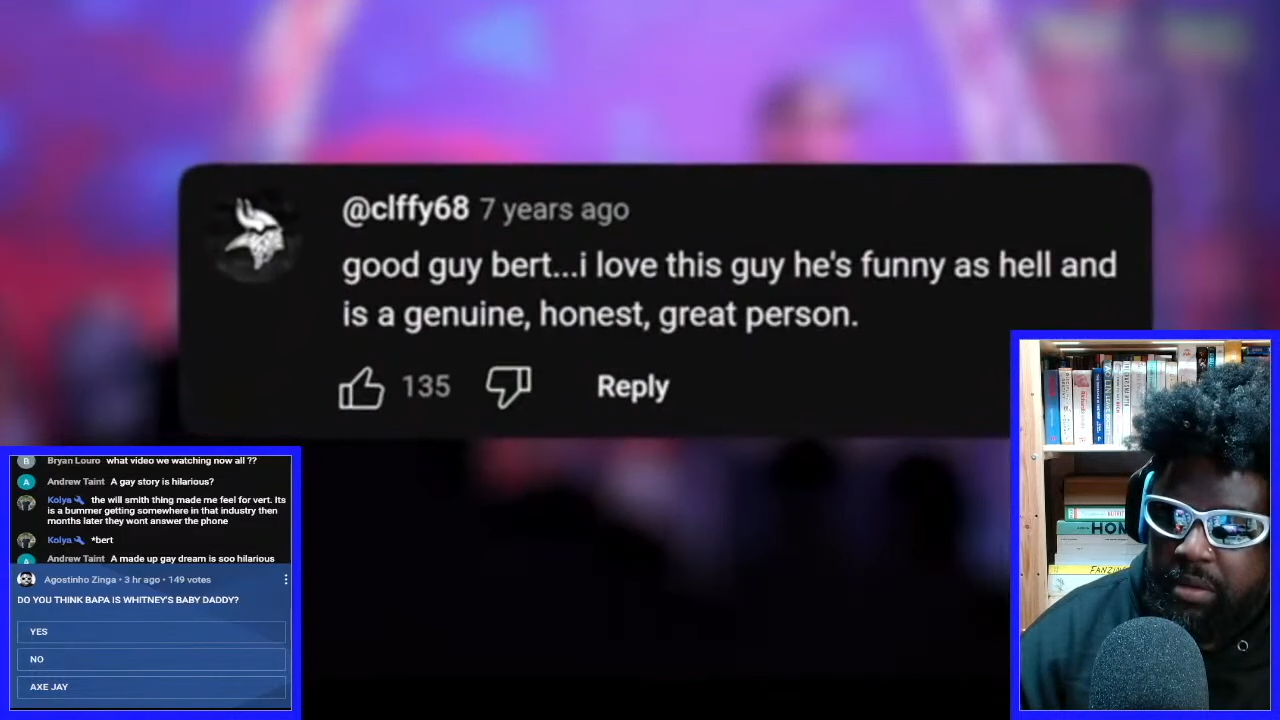 @clffy68 7 years ago
good guy bert...i love this guy he's funny as hell and
is a genuine, honest, great person.
135
Reply
B Bryan Louro what video we watching now all ??
A Andrew Taint A gay story is hilarious?
Kolya the will smith thing made me feel for vert. Its
is a bummer getting somewhere in that industry then
months later they wont answer the phone
Kolya *bert
A Andrew Taint A made up gay dream is soo hilarious
Agostinho Zinga • 3 hr ago • 149 votes
DO YOU THINK BAPA IS WHITNEY'S BABY DADDY?
YES
NO
AXE JAY
HON
FANZIN